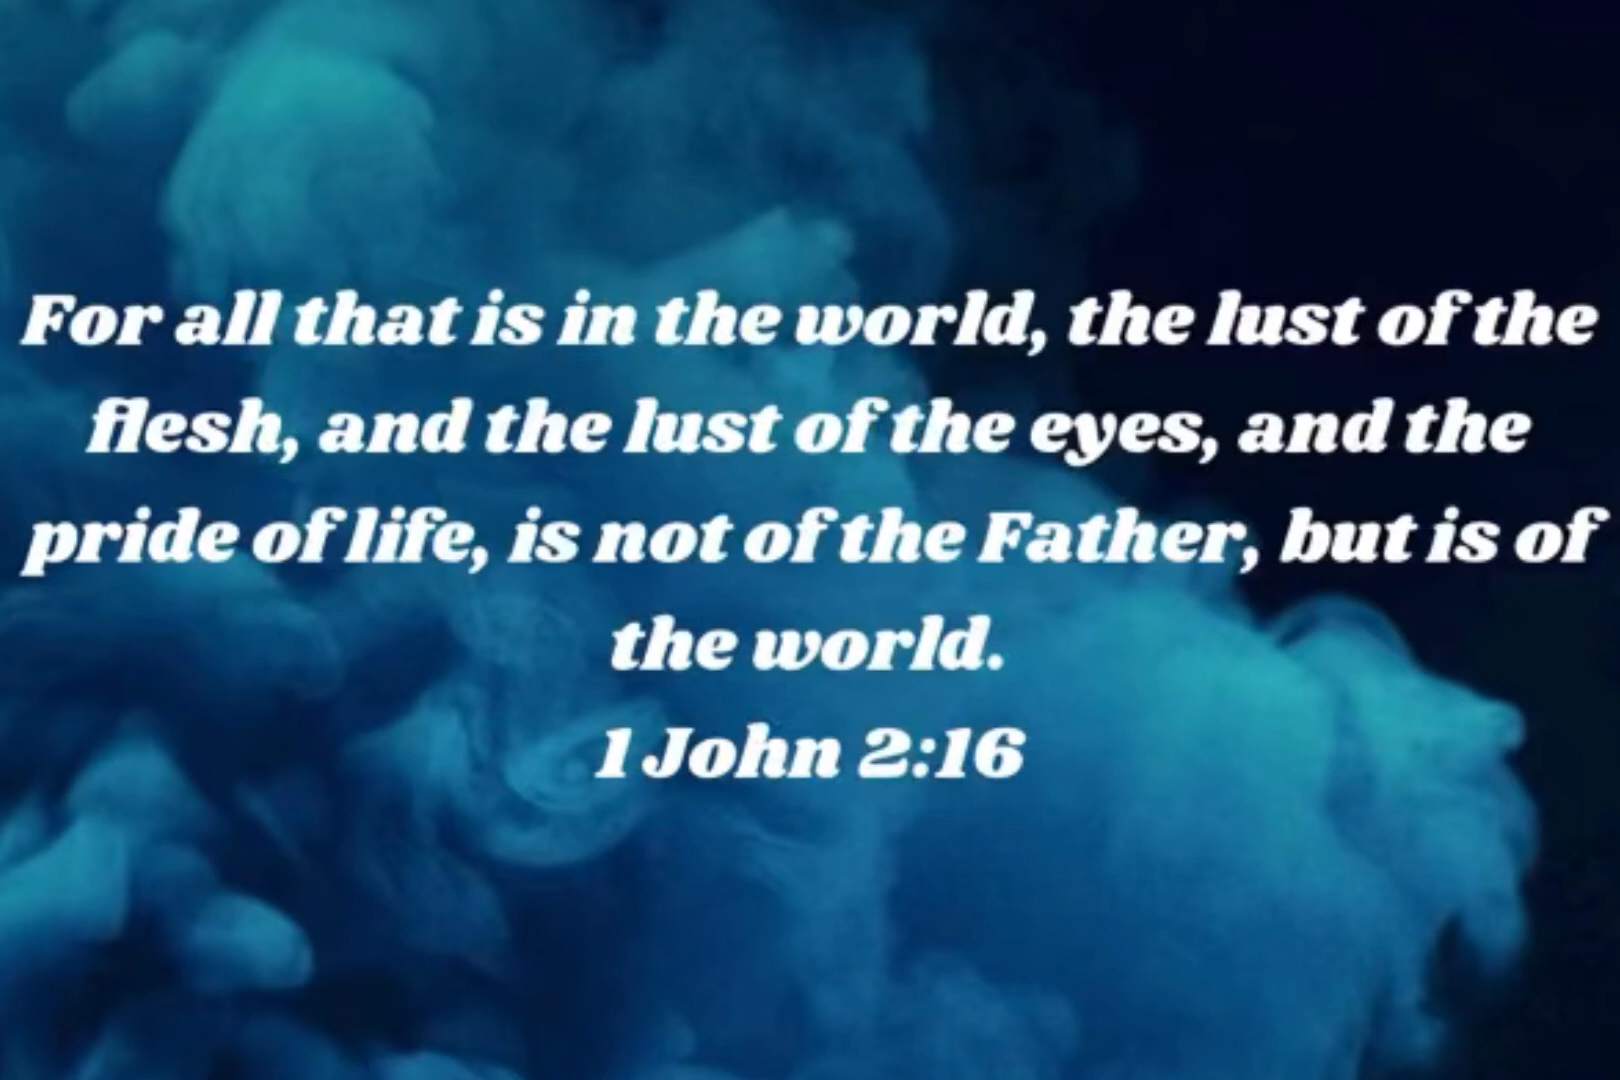 For all that is in the world, the lust of the
flesh, and the lust of the eyes, and the
pride of life, is not of the Father, but is of
the world.
1 John 2:16